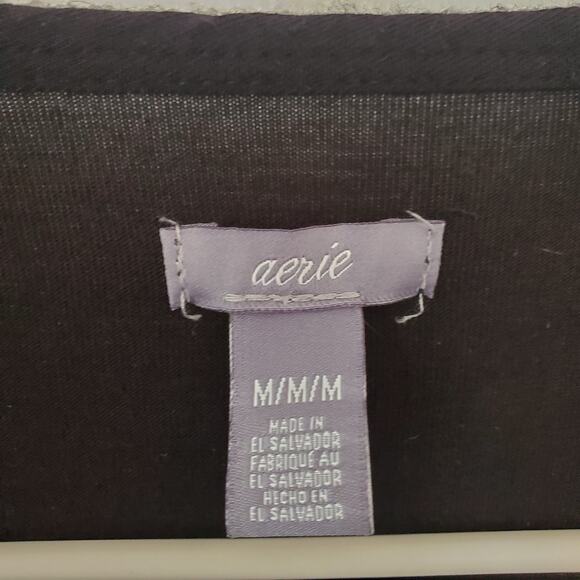 aerie
M/M/M
MADE IN
EL SALVADOR
FABRIQUÉ AU
EL SALVADOR
HECHO EN
EL SALVADOR